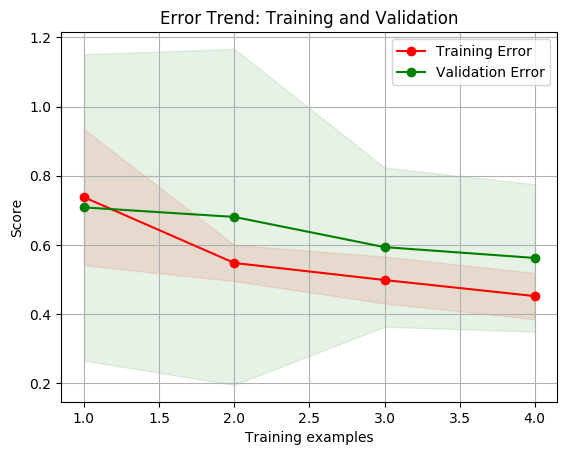 Error Trend: Training and Validation
1.2
1.0
0.8
0.6
0.4
0.2
Score
Training Error
Validation Error
1.0 1.5 2.0 2.5 3.0 3.5 4.0
Training examples